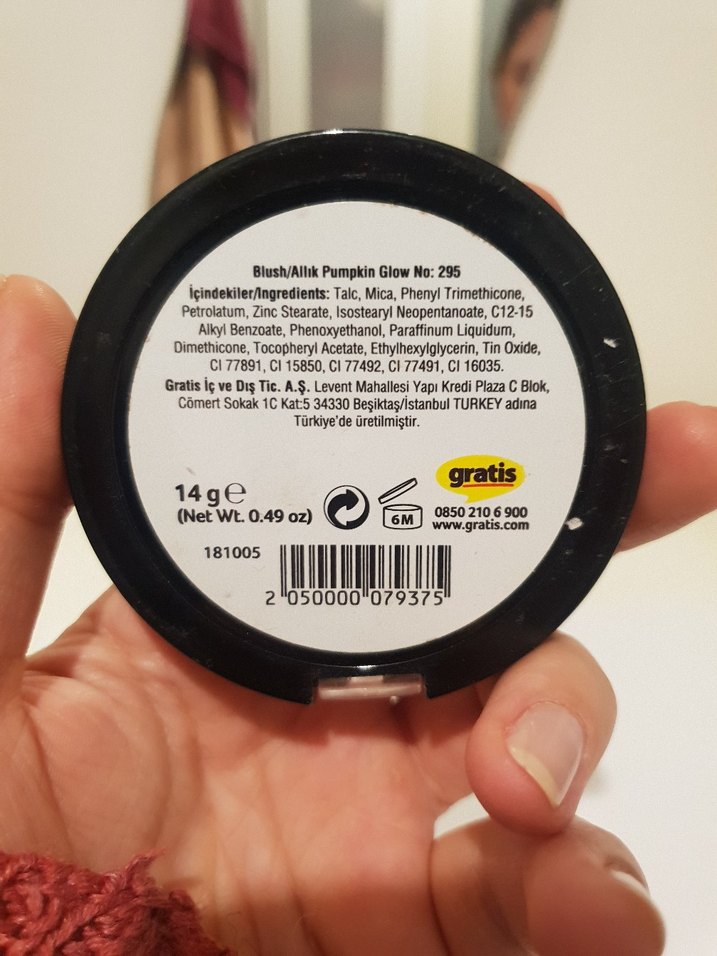 Blush/Allık Pumpkin Glow No: 295
İçindekiler/Ingredients: Talc, Mica, Phenyl Trimethicone,
Petrolatum, Zinc Stearate, Isostearyl Neopentanoate, C12-15
Alkyl Benzoate, Phenoxyethanol, Paraffinum Liquidum,
Dimethicone, Tocopheryl Acetate, Ethylhexylglycerin, Tin Oxide,
CI 77891, CI 15850, CI 77492, CI 77491, CI 16035.
Gratis İç ve Dış Tic. A.Ş. Levent Mahallesi Yapı Kredi Plaza C Blok,
Cömert Sokak 1C Kat:5 34330 Beşiktaş/İstanbul TURKEY adına
Türkiye'de üretilmiştir.
gratis
14 g e
(Net Wt. 0.49 oz)
6M
0850 210 6 900
www.gratis.com
181005
2 050000 079375